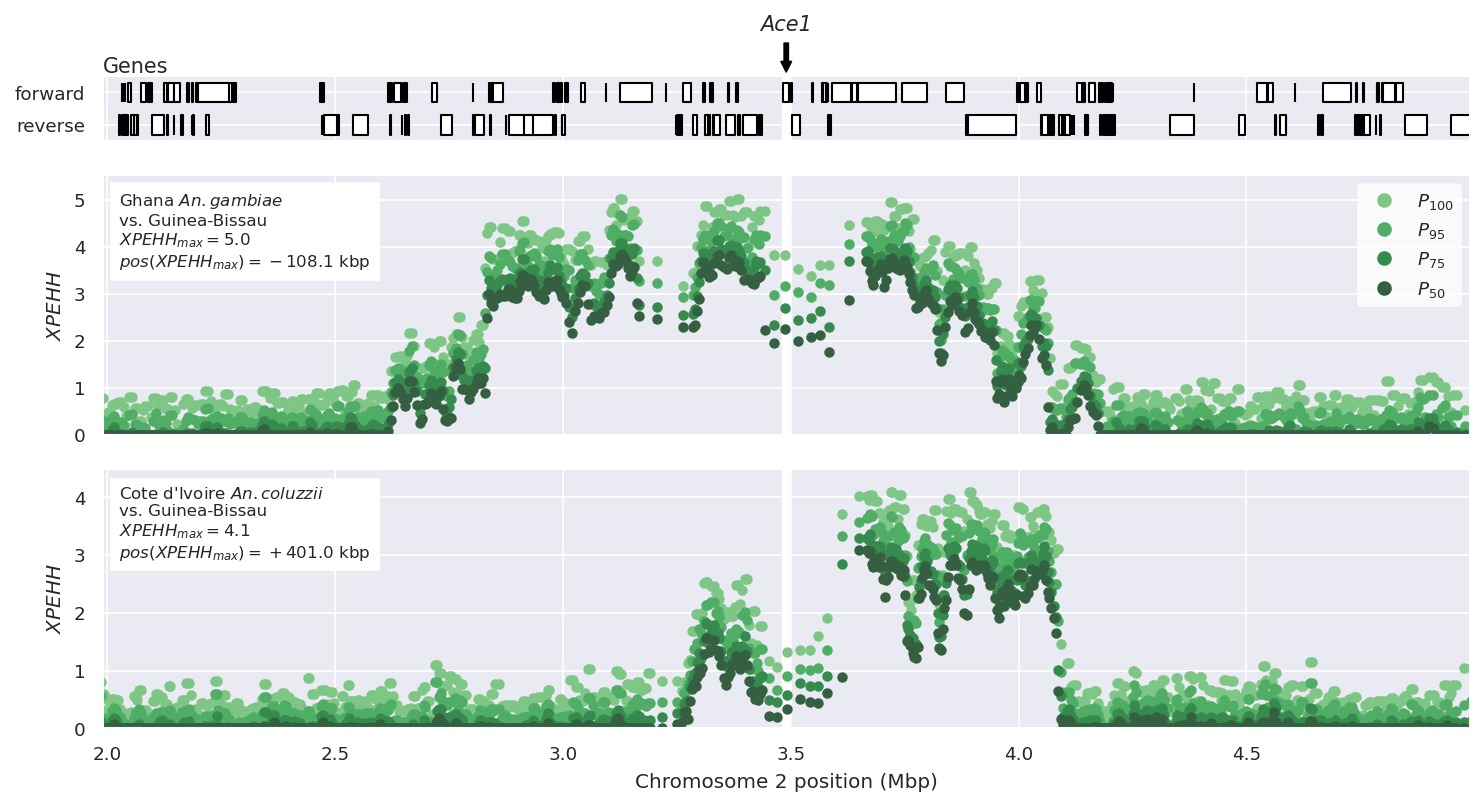 Ace1
Genes
forward
reverse
5
4
3
2
1
0
XPEHH
Ghana An. gambiae
vs. Guinea-Bissau
XPEHHmax = 5.0
pos(XPEHHmax) = −108.1 kbp
P100
P95
P75
P50
4
3
2
1
0
XPEHH
Cote d'Ivoire An. coluzzii
vs. Guinea-Bissau
XPEHHmax = 4.1
pos(XPEHHmax) = +401.0 kbp
2.0 2.5 3.0 3.5 4.0 4.5
Chromosome 2 position (Mbp)